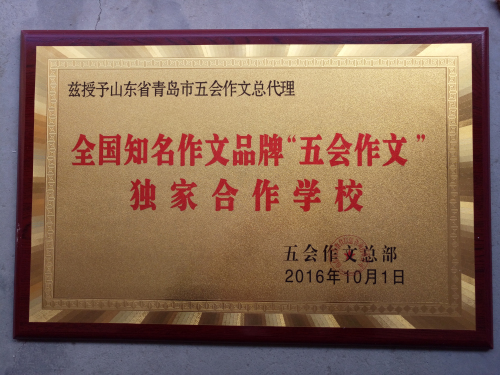 兹授予山东省青岛市五会作文总代理
全国知名作文品牌“五会作文”
独家合作学校
五会作文总部
2016年10月1日